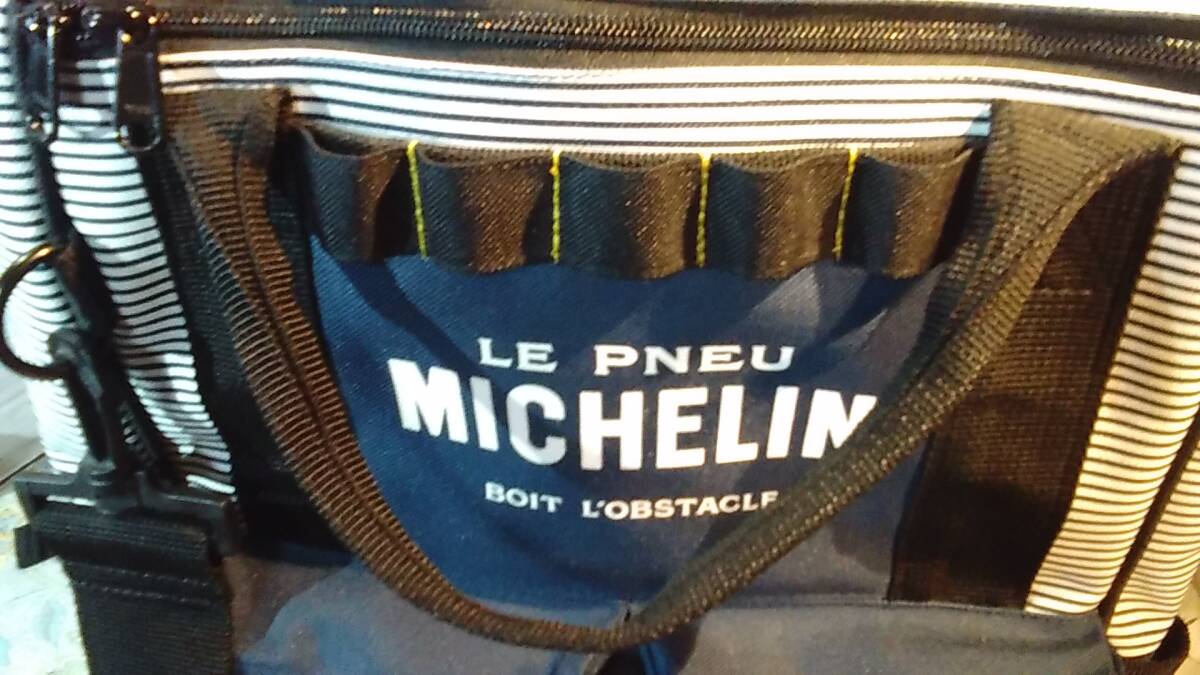 LE PNEU
MICHELIN
BOIT L'OBSTACLE